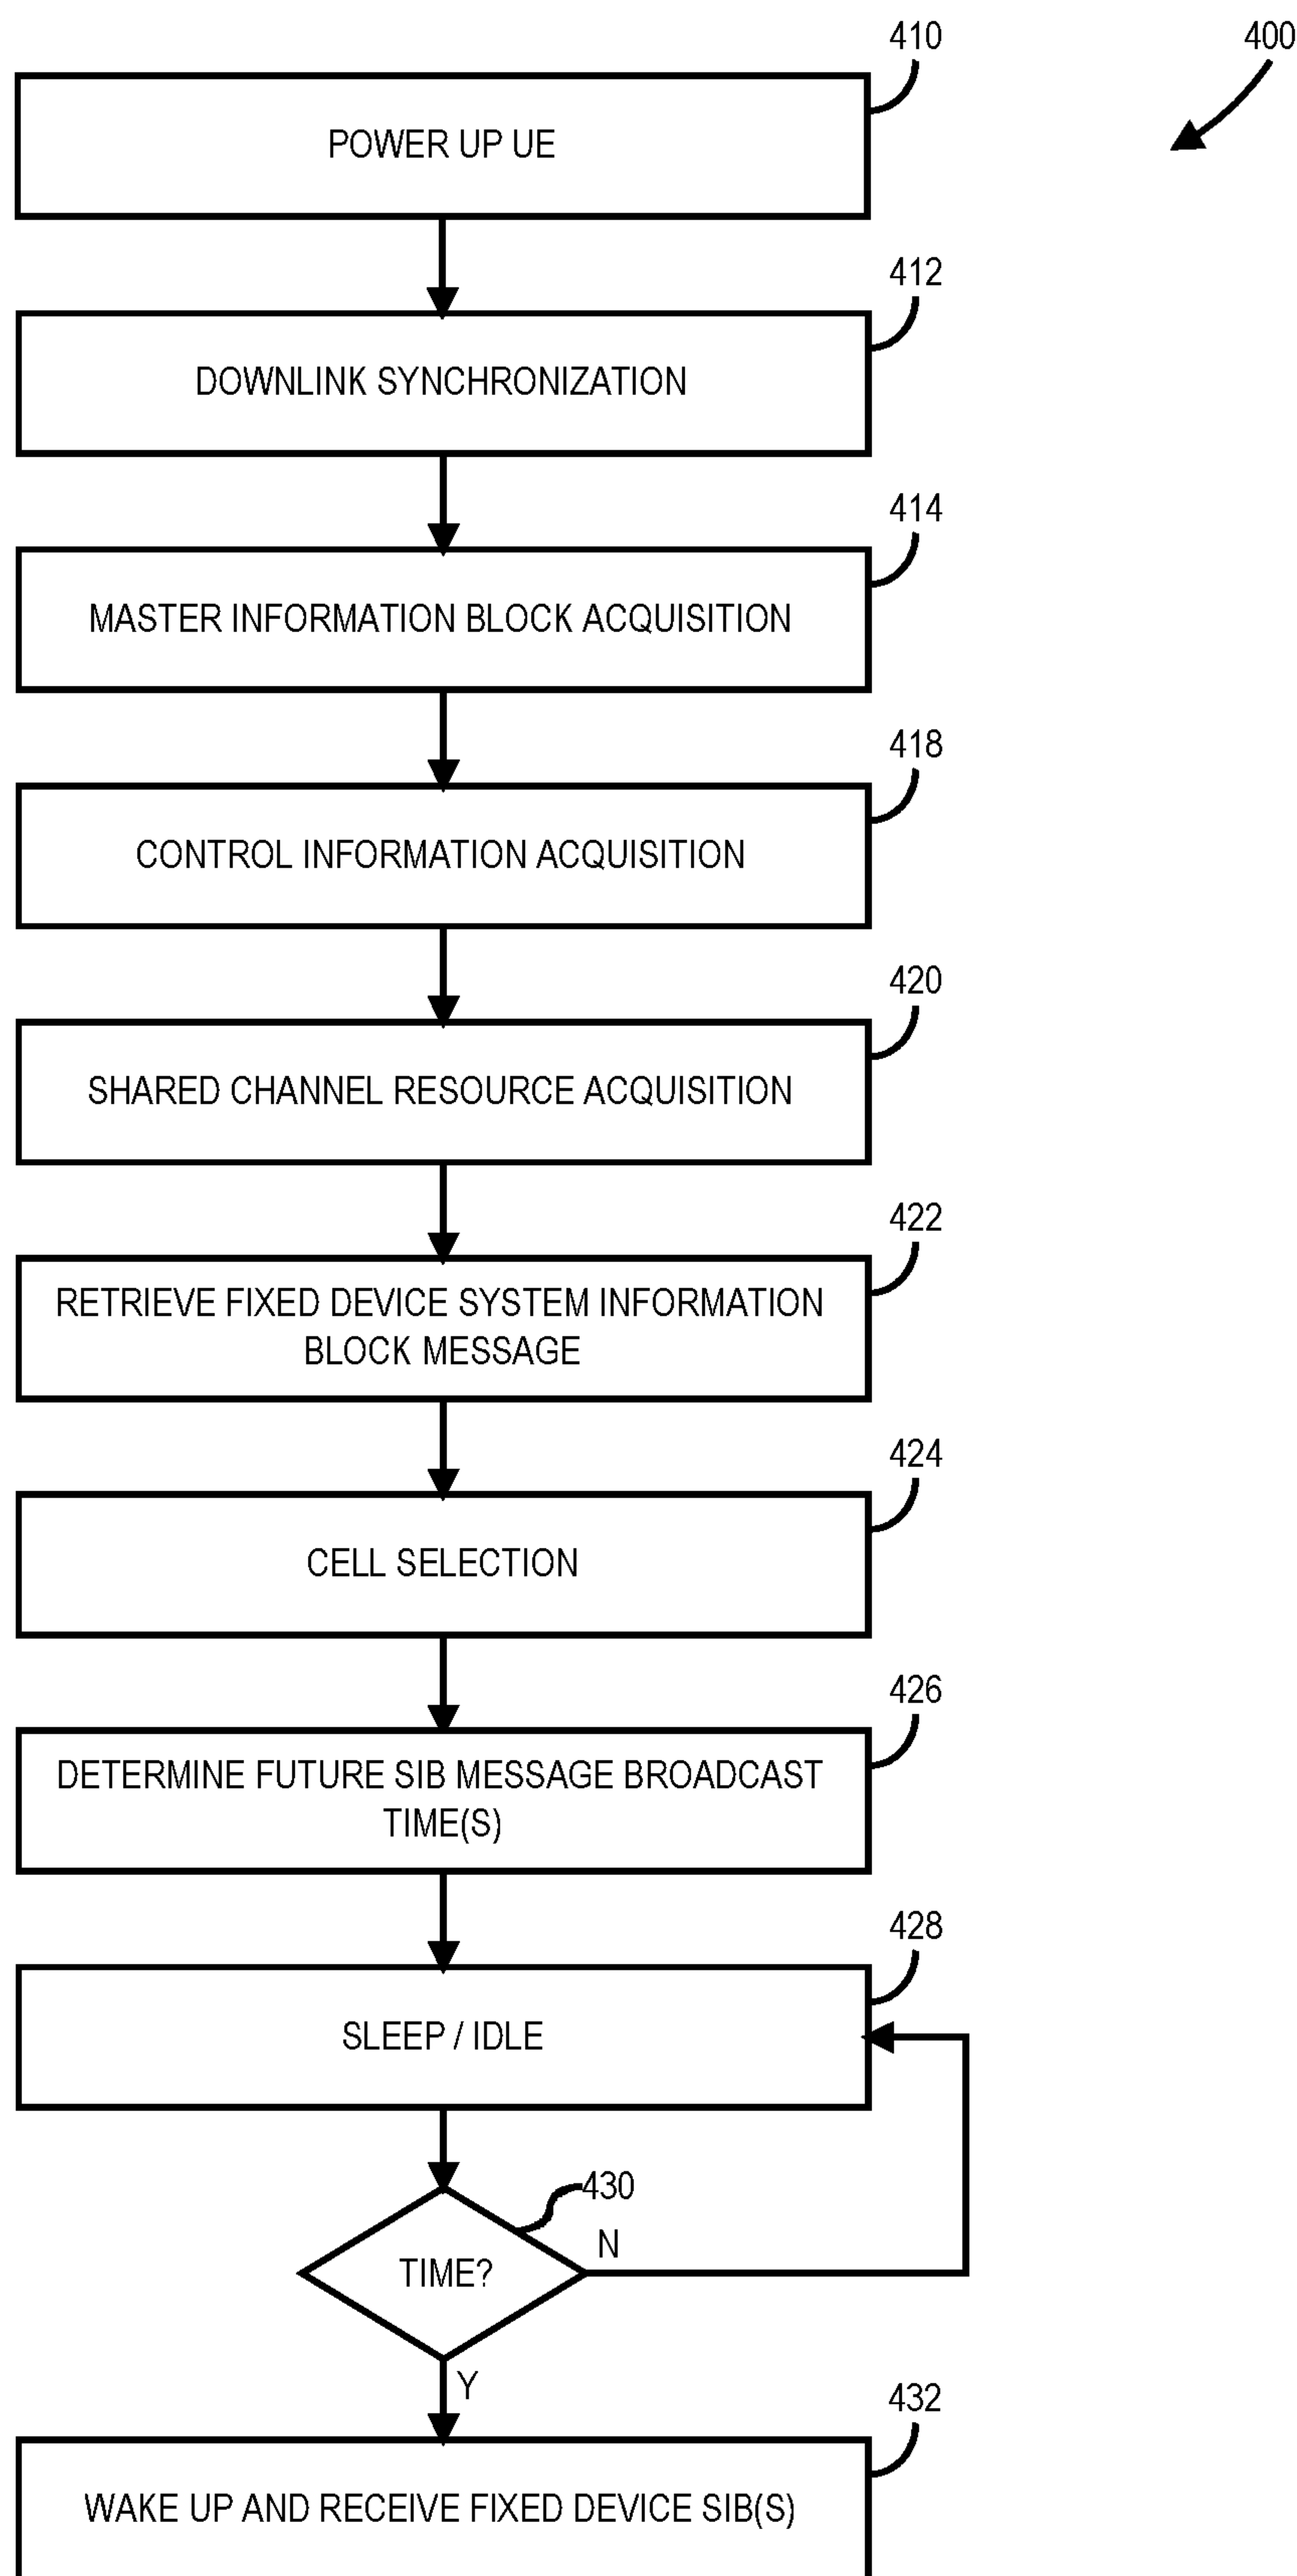 410
400
POWER UP UE
412
DOWNLINK SYNCHRONIZATION
414
MASTER INFORMATION BLOCK ACQUISITION
418
CONTROL INFORMATION ACQUISITION
420
SHARED CHANNEL RESOURCE ACQUISITION
422
RETRIEVE FIXED DEVICE SYSTEM INFORMATION
BLOCK MESSAGE
424
CELL SELECTION
426
DETERMINE FUTURE SIB MESSAGE BROADCAST
TIME(S)
428
SLEEP / IDLE
430
N
TIME?
Y
432
WAKE UP AND RECEIVE FIXED DEVICE SIB(S)